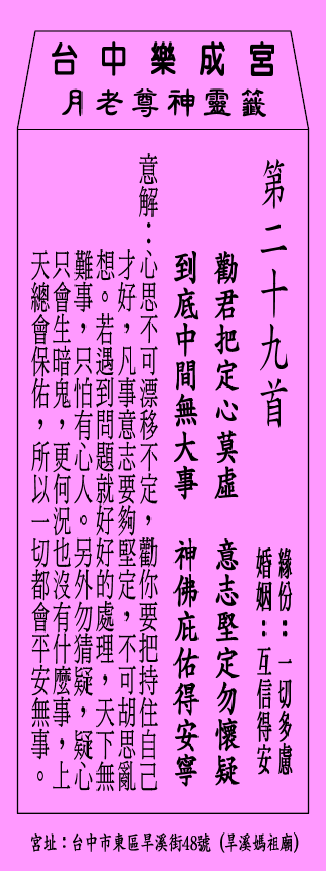 台中樂成宮
月老尊神靈籤
第二十九首
緣份：一切多慮
婚姻：互信得安
勸君把定心莫虛　意志堅定勿懷疑
到底中間無大事　神佛庇佑得安寧
意解：心思不可漂移不定，勸你要把持住自己
才好，凡事意志要夠堅定，不可胡思亂
想。若遇到問題就好好的處理，天下無
難事，只怕有心人。另外勿猜疑，疑心
只會生暗鬼，更何況也沒有什麼事，上
天總會保佑，所以一切都會平安無事。
宮址：台中市東區旱溪街48號（旱溪媽祖廟）